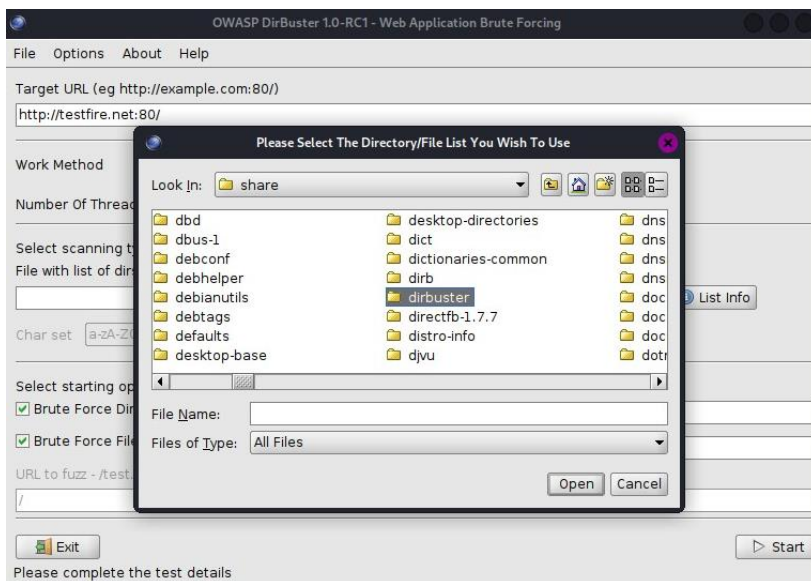 OWASP DirBuster 1.0-RC1 - Web Application Brute Forcing
File Options About Help
Target URL (eg http://example.com:80/)
http://testfire.net:80/
Please Select The Directory/File List You Wish To Use
Work Method
Look In: share
Number Of Thread
dbd desktop-directories dns
dbus-1 dict dns
debconf dictionaries-common dns
debhelper dirb dns
debianutils dirbuster doc
debtags directfb-1.7.7 doc
defaults distro-info doc
desktop-base djvu dotn
Select scanning t
File with list of dir
List Info
Char set a-zA-Z0
Select starting op
File Name:
Brute Force Dir
Files of Type: All Files
Brute Force File
URL to fuzz - /test.
/
Open Cancel
Exit Start
Please complete the test details